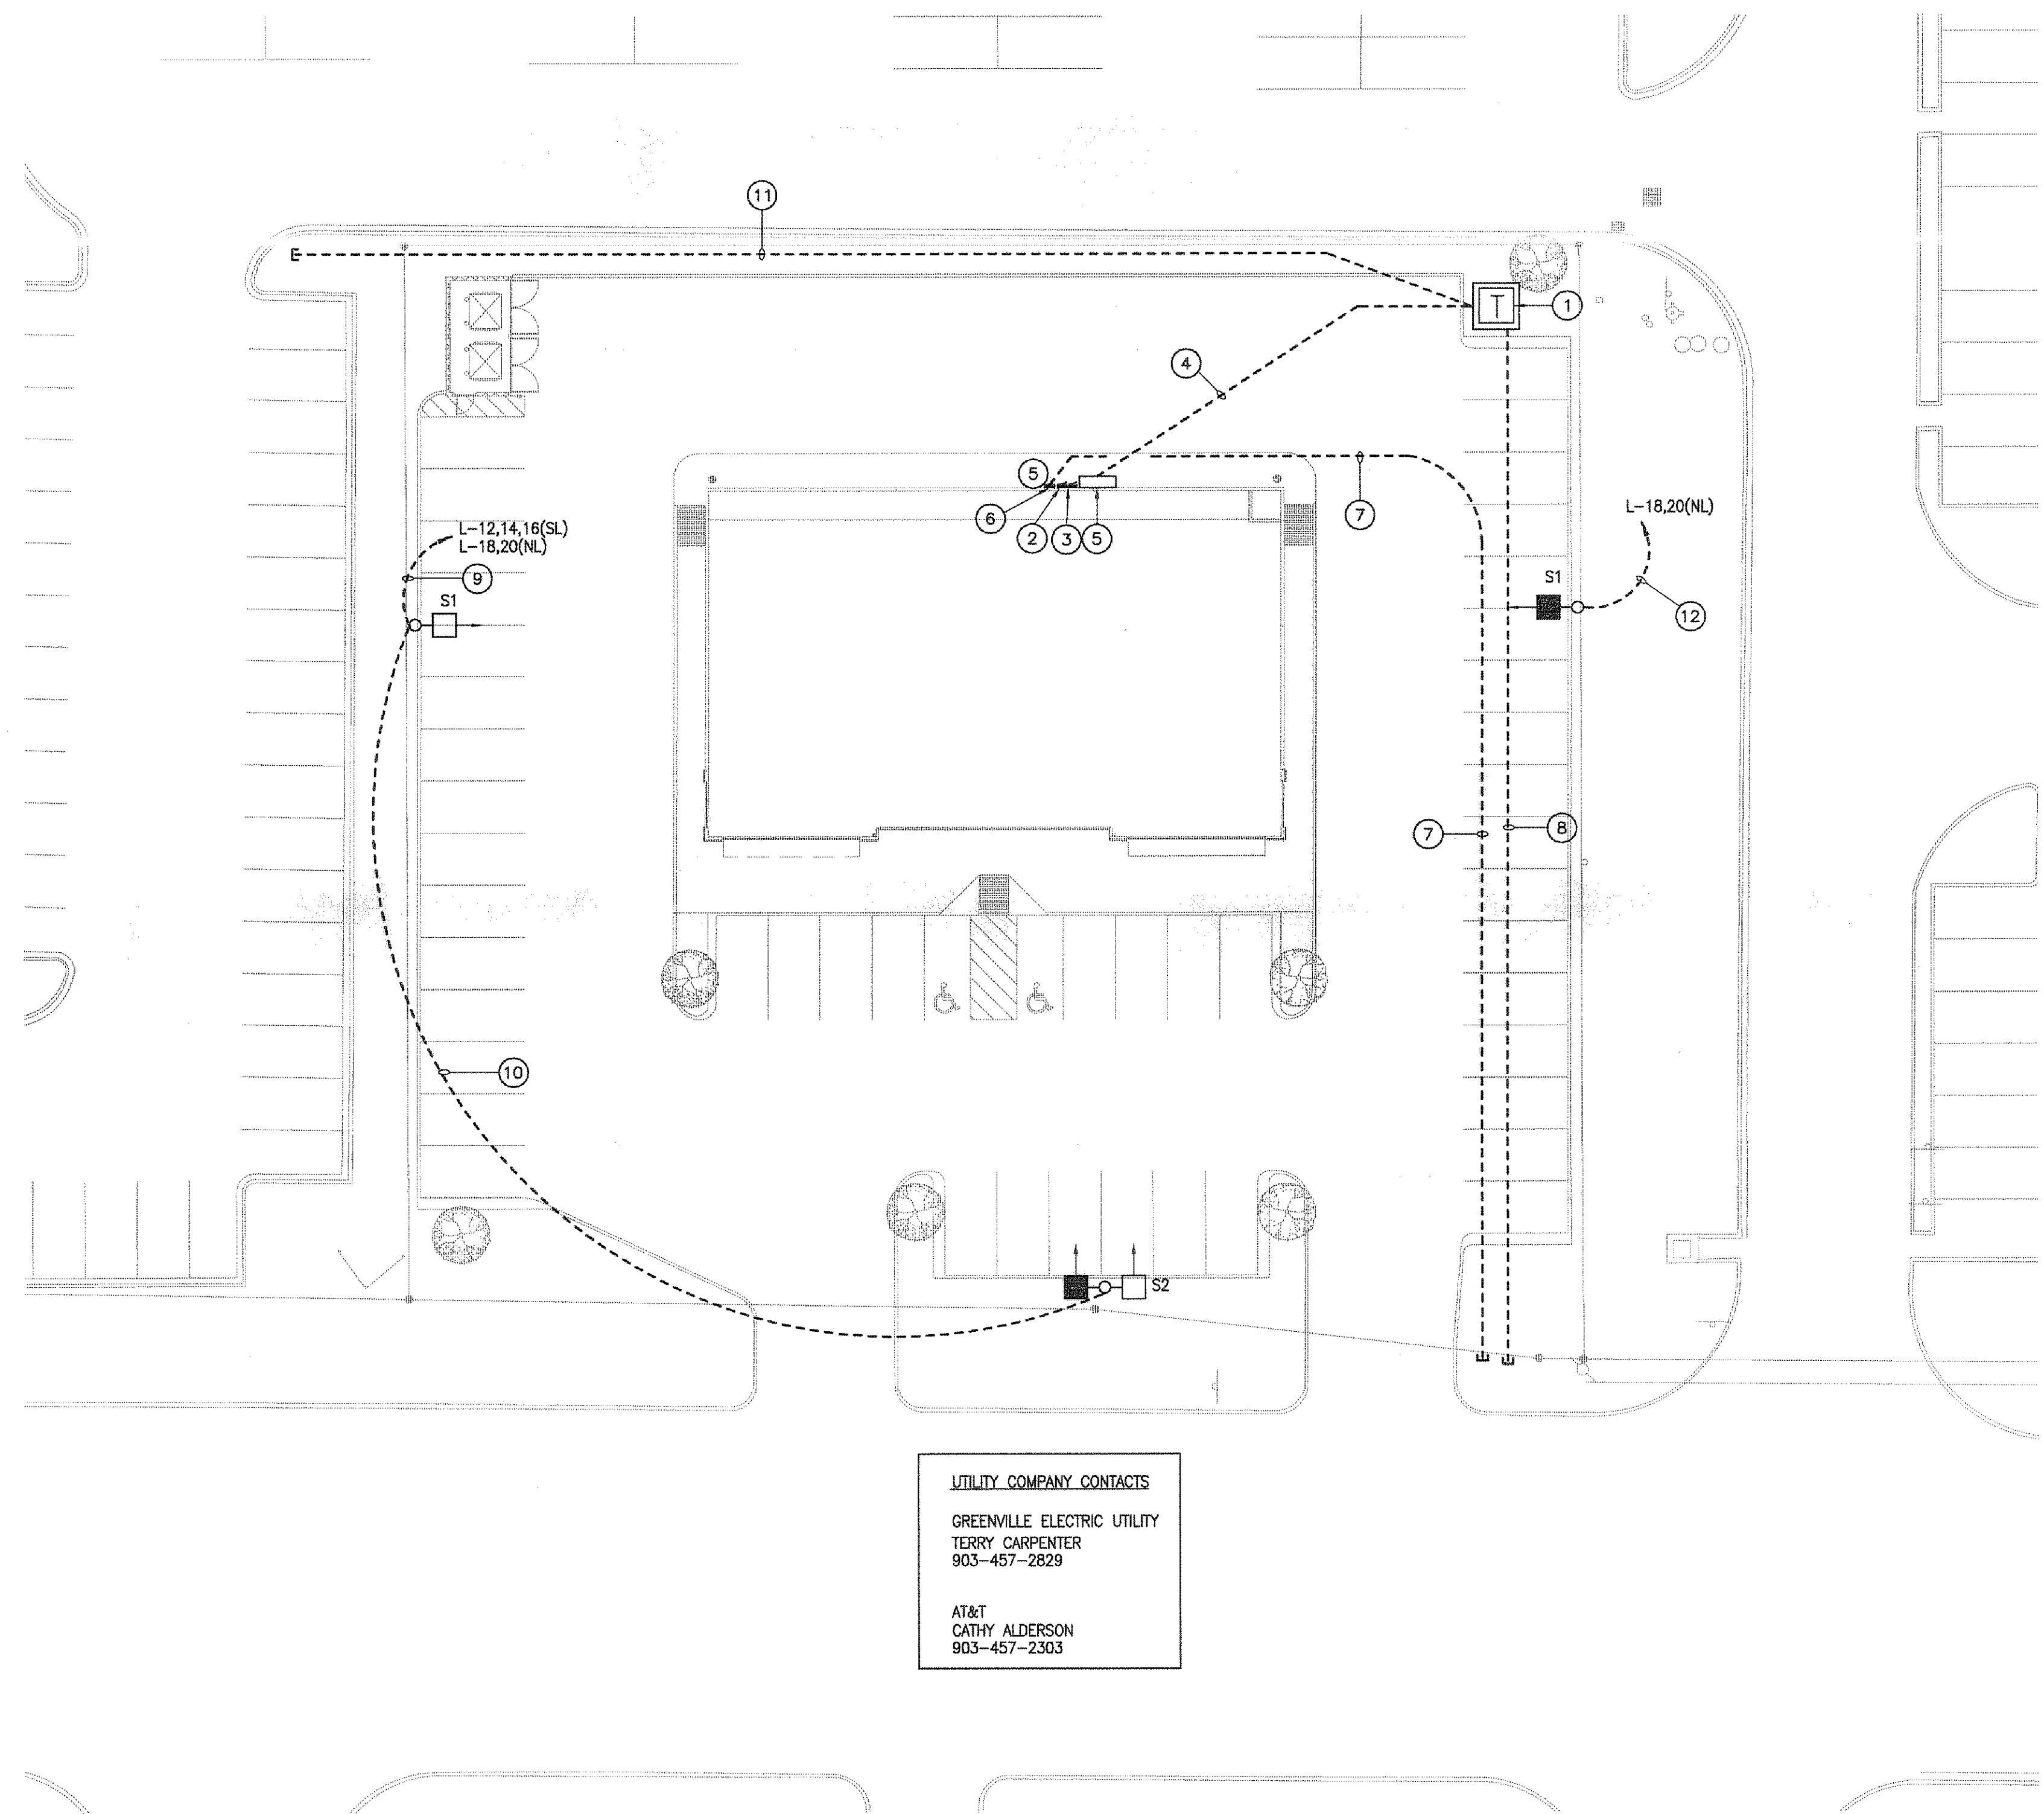 11
E
T
1
4
5
6
2
3
5
7
L-12,14,16(SL)
L-18,20(NL)
9
S1
L-18,20(NL)
S1
12
7
8
10
S2
E
UTILITY COMPANY CONTACTS
GREENVILLE ELECTRIC UTILITY
TERRY CARPENTER
903-457-2829
AT&T
CATHY ALDERSON
903-457-2303